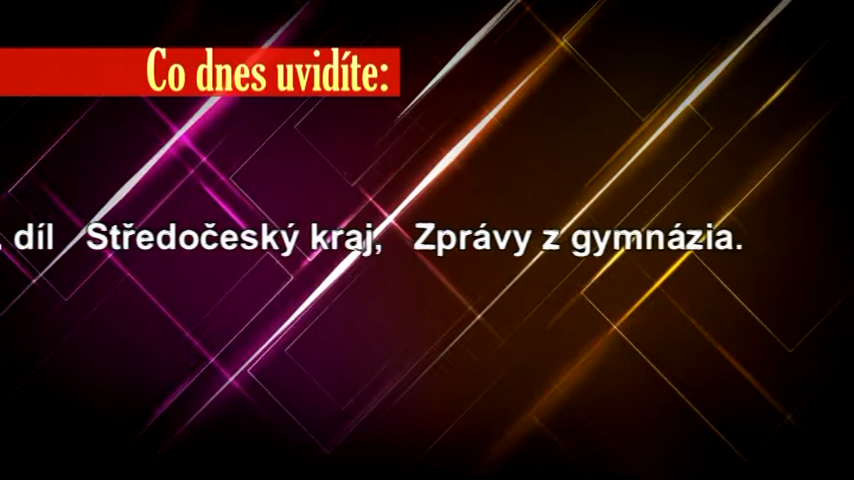 Co dnes uvidíte:
. díl Středočeský kraj, Zprávy z gymnázia.